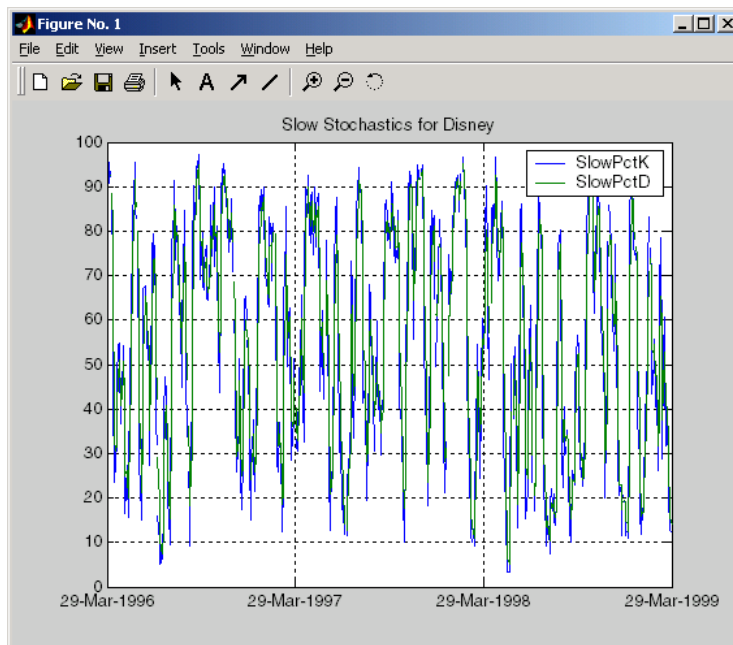 Figure No. 1
File Edit View Insert Tools Window Help
A
Slow Stochastics for Disney
SlowPctK
SlowPctD
100
90
80
70
60
50
40
30
20
10
0
29-Mar-1996 29-Mar-1997 29-Mar-1998 29-Mar-1999